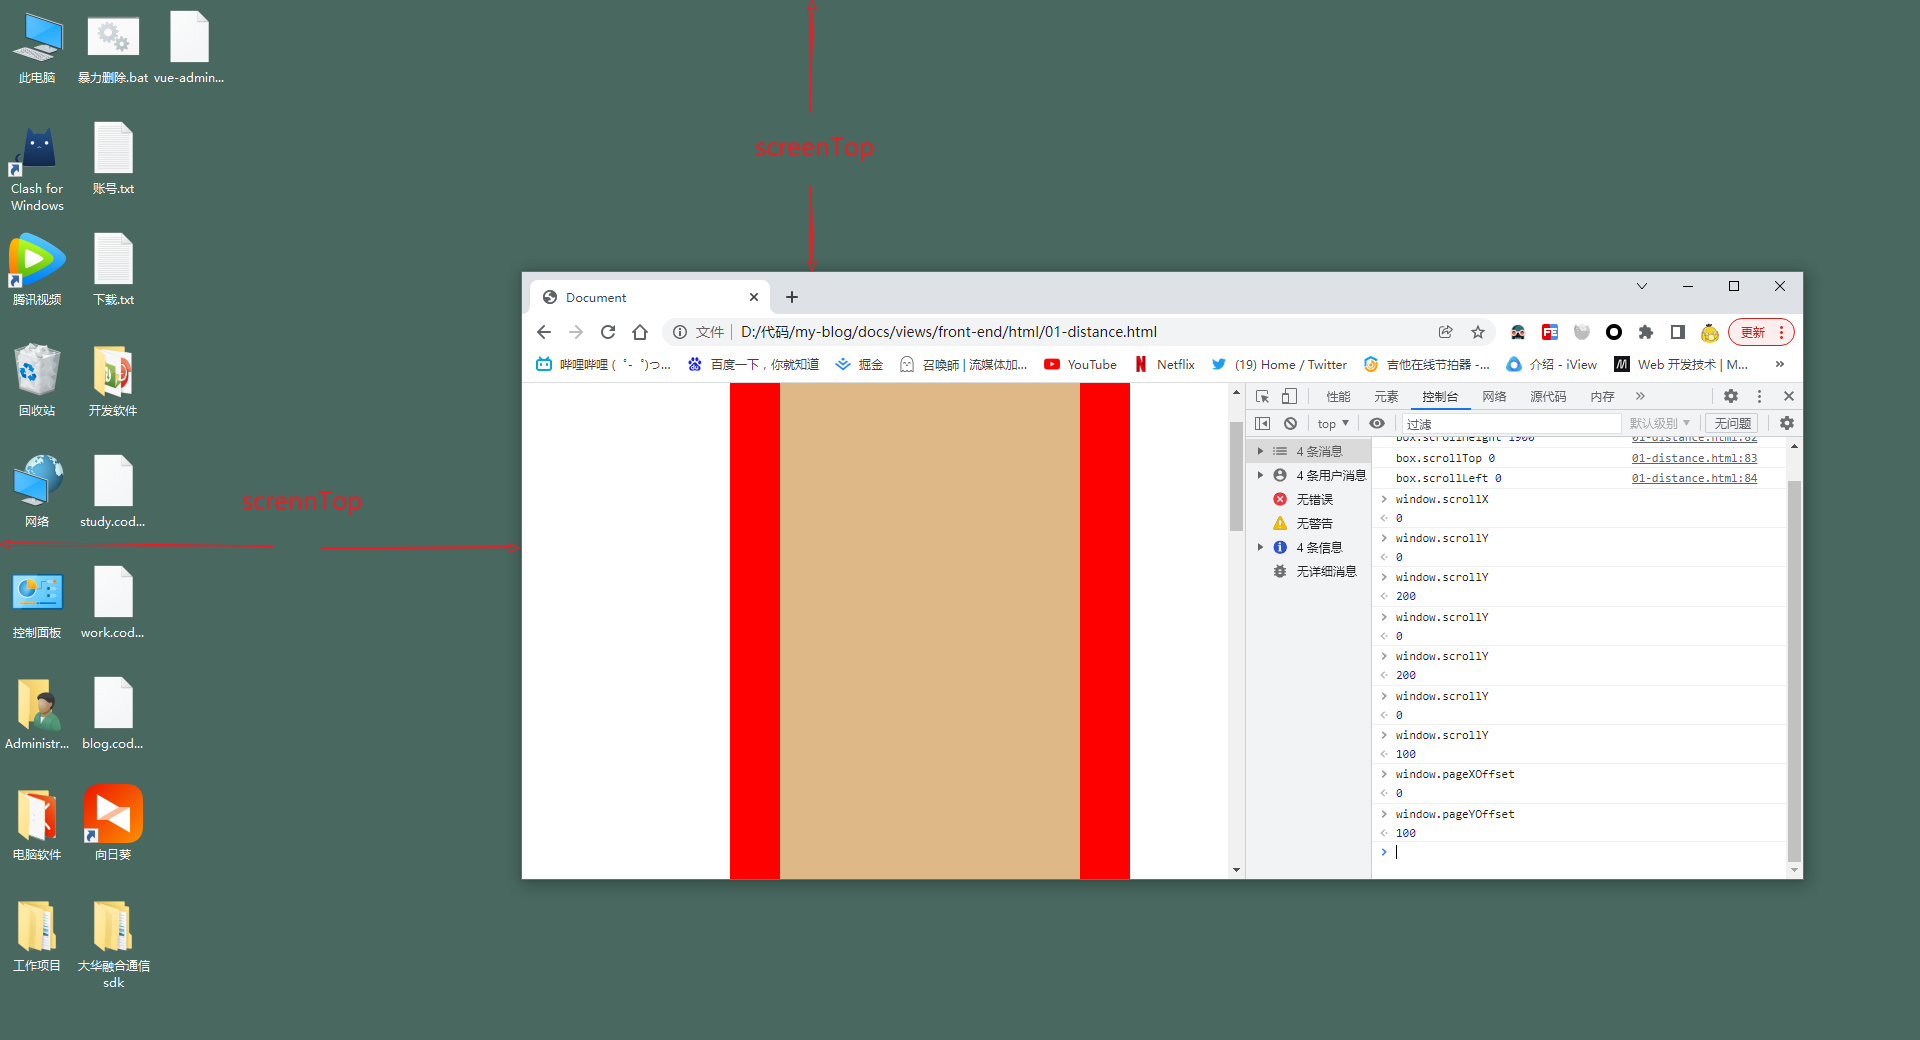 此电脑
暴力删除.bat
vue-admin...
Clash for
Windows
账号.txt
腾讯视频
下载.txt
回收站
开发软件
网络
study.cod...
控制面板
work.cod...
Administr...
blog.cod...
电脑软件
向日葵
工作项目
大华融合通信
sdk
screenTop
scrennTop
Document
文件 D:/代码/my-blog/docs/views/front-end/html/01-distance.html
更新
哔哩哔哩 ( ゜- ゜)つ...
百度一下，你就知道
掘金
召喚師 | 流媒体加...
YouTube
Netflix
(19) Home / Twitter
吉他在线节拍器 -...
介绍 - iView
Web 开发技术 | M...
»
性能 元素 控制台 网络 源代码 内存 »
top 过滤 默认级别 无问题
4 条消息
4 条用户消息
无错误
无警告
4 条信息
无详细消息
box.scrollHeight 1900 01-distance.html:82
box.scrollTop 0 01-distance.html:83
box.scrollLeft 0 01-distance.html:84
window.scrollX
0
window.scrollY
0
window.scrollY
200
window.scrollY
0
window.scrollY
200
window.scrollY
0
window.scrollY
100
window.pageXOffset
0
window.pageYOffset
100